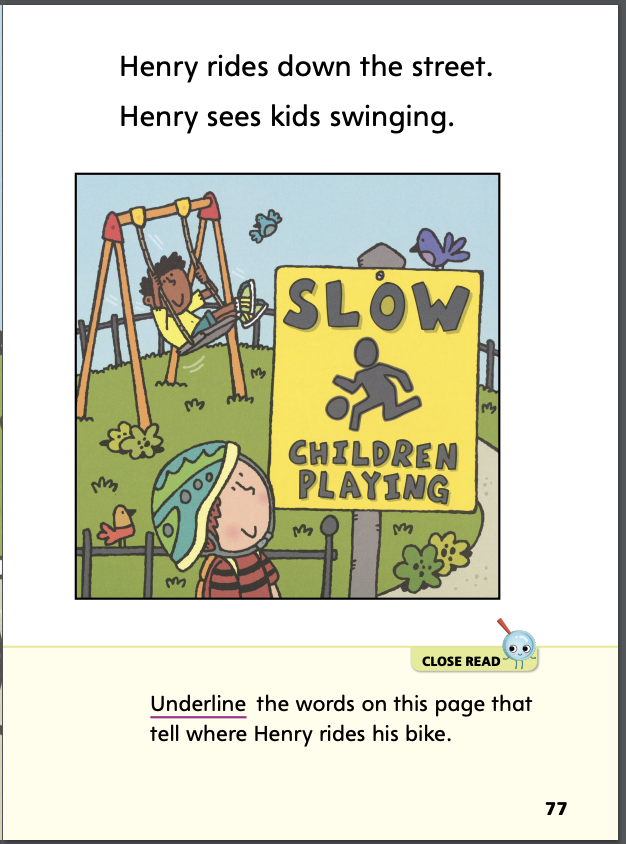 Henry rides down the street.
Henry sees kids swinging.
SLOW
CHILDREN
PLAYING
CLOSE READ
Underline the words on this page that
tell where Henry rides his bike.
77